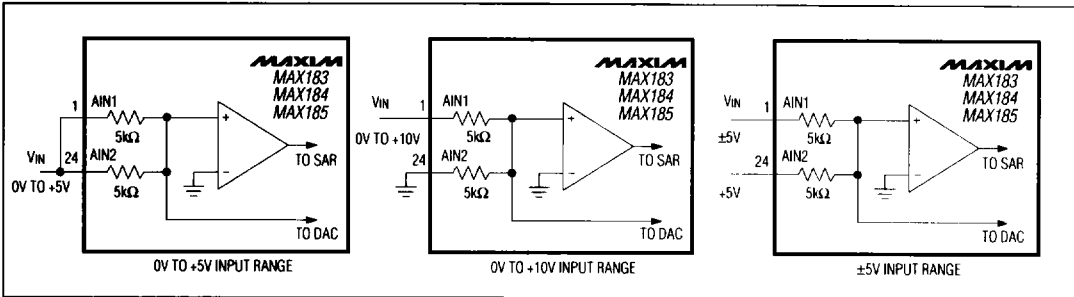 MAXIM
MAX183
MAX184
MAX185
1
AIN1
5kΩ
+
VIN
0V TO +5V
24
AIN2
5kΩ
-
TO SAR
TO DAC
0V TO +5V INPUT RANGE
MAXIM
MAX183
MAX184
MAX185
VIN
0V TO +10V
1
AIN1
5kΩ
+
24
AIN2
5kΩ
-
TO SAR
TO DAC
0V TO +10V INPUT RANGE
MAXIM
MAX183
MAX184
MAX185
VIN
±5V
1
AIN1
5kΩ
+
24
+5V
AIN2
5kΩ
-
TO SAR
TO DAC
±5V INPUT RANGE